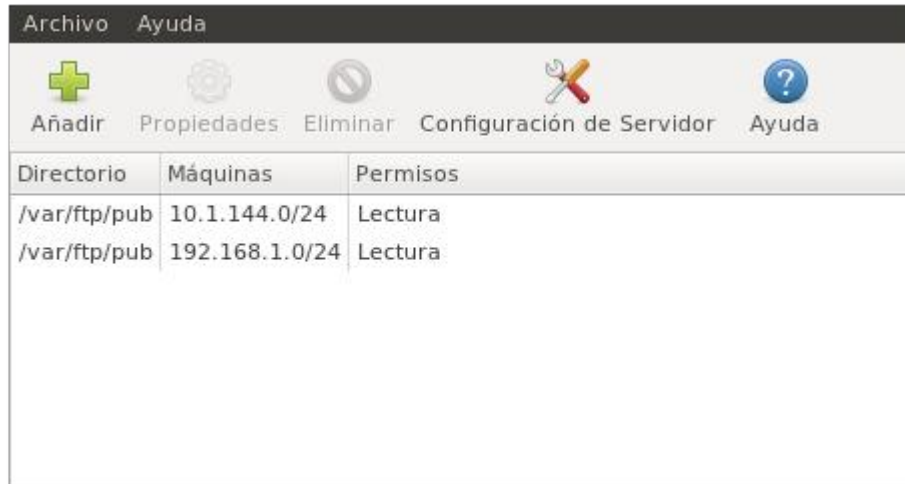 Archivo Ayuda
Añadir Propiedades Eliminar Configuración de Servidor Ayuda
Directorio Máquinas Permisos
/var/ftp/pub 10.1.144.0/24 Lectura
/var/ftp/pub 192.168.1.0/24 Lectura